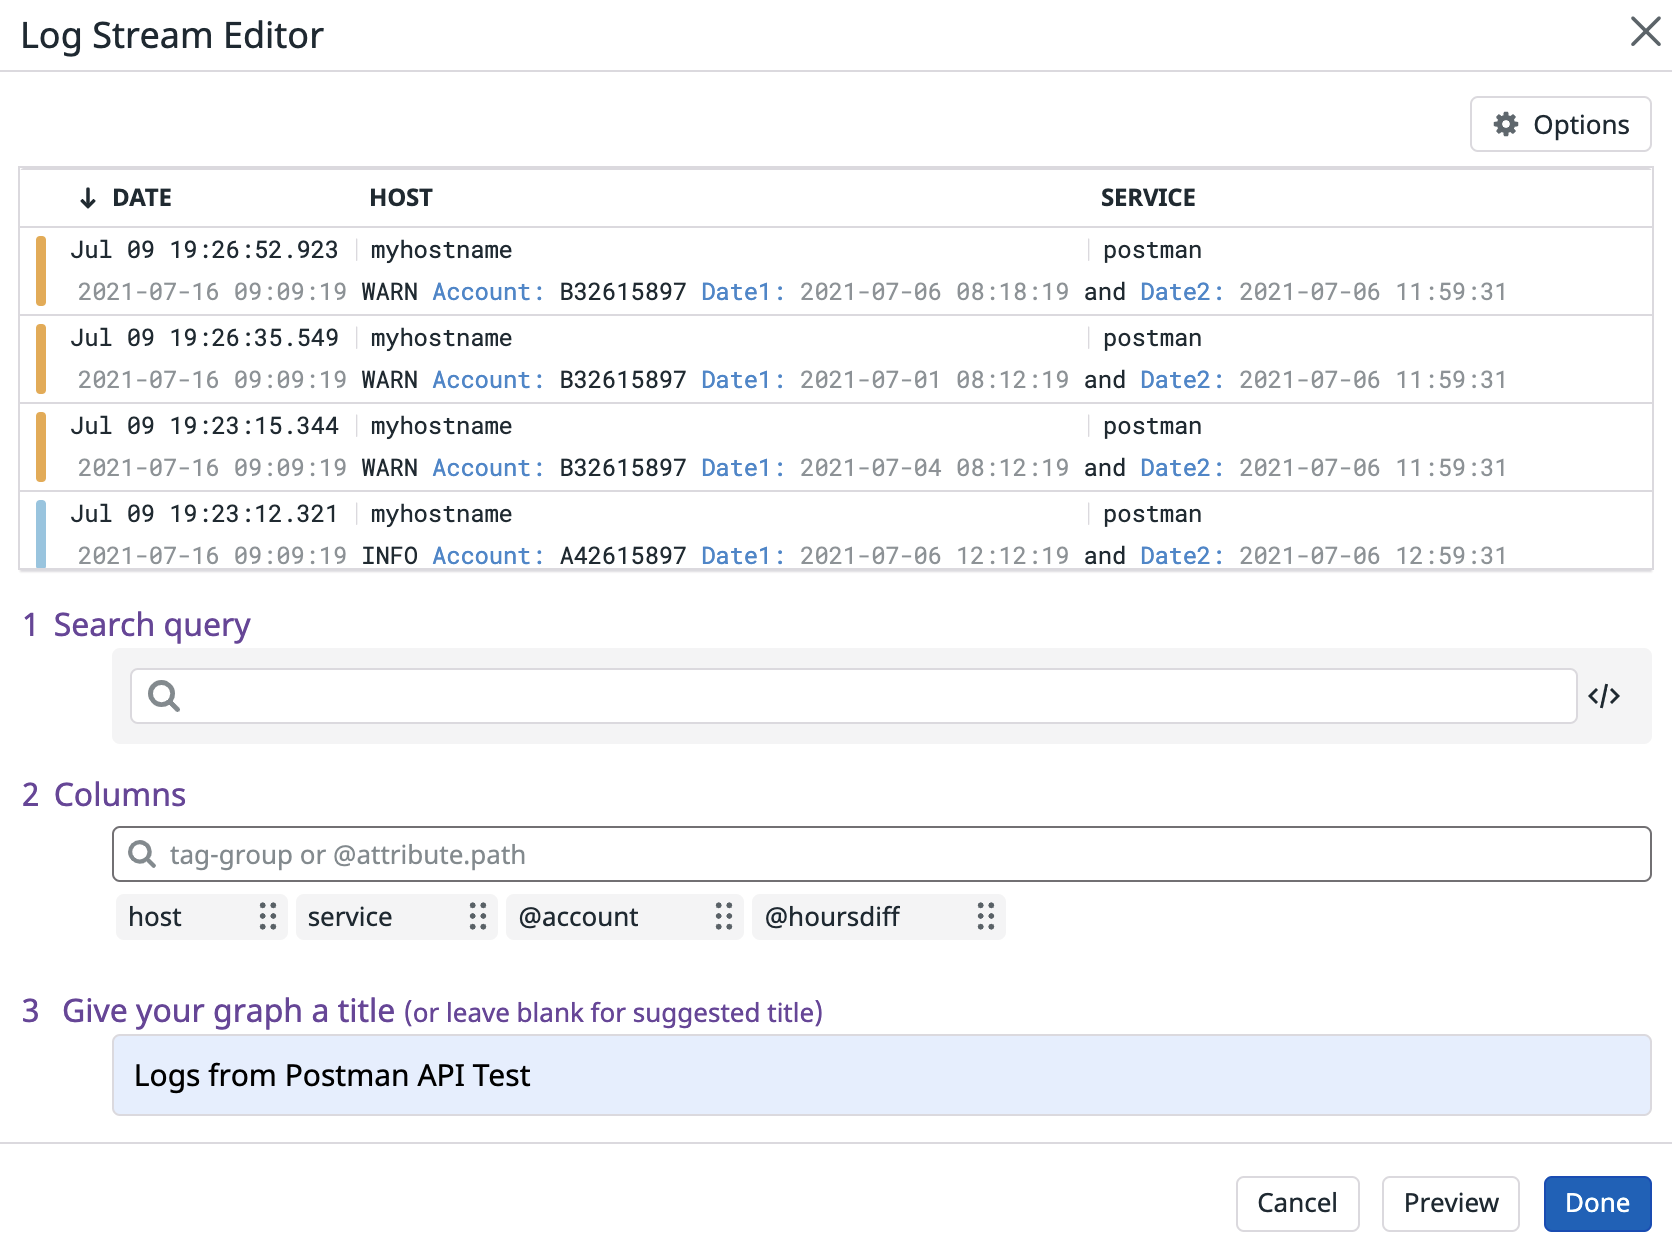 Log Stream Editor
Options
DATE HOST SERVICE
Jul 09 19:26:52.923 myhostname postman
2021-07-16 09:09:19 WARN Account: B32615897 Date1: 2021-07-06 08:18:19 and Date2: 2021-07-06 11:59:31
Jul 09 19:26:35.549 myhostname postman
2021-07-16 09:09:19 WARN Account: B32615897 Date1: 2021-07-01 08:12:19 and Date2: 2021-07-06 11:59:31
Jul 09 19:23:15.344 myhostname postman
2021-07-16 09:09:19 WARN Account: B32615897 Date1: 2021-07-04 08:12:19 and Date2: 2021-07-06 11:59:31
Jul 09 19:23:12.321 myhostname postman
2021-07-16 09:09:19 INFO Account: A42615897 Date1: 2021-07-06 12:12:19 and Date2: 2021-07-06 12:59:31
1 Search query
</>
2 Columns
tag-group or @attribute.path
host service @account @hoursdiff
3 Give your graph a title (or leave blank for suggested title)
Logs from Postman API Test
Cancel Preview Done